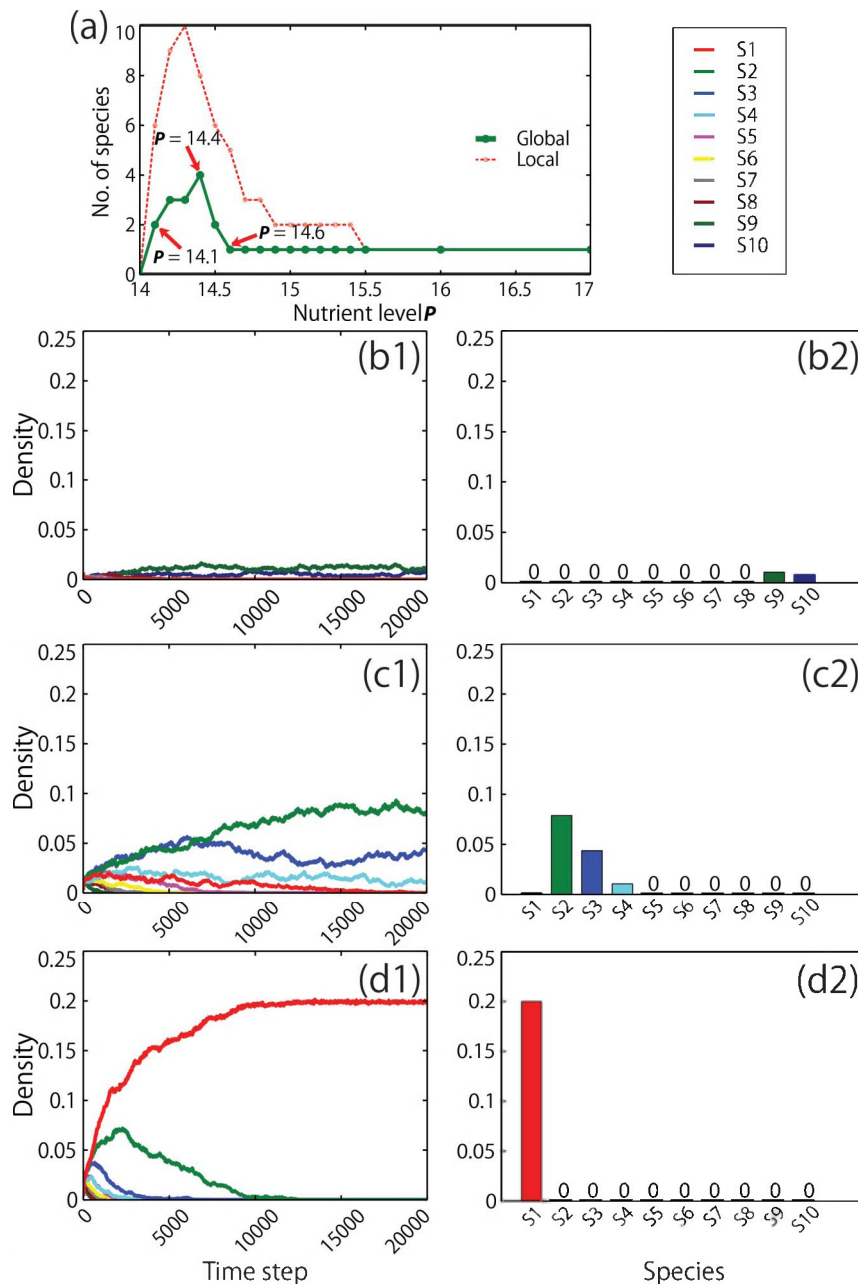 (a)
10
8
6
4
2
0
No. of species
P = 14.4
P = 14.1
P = 14.6
Global
Local
14 14.5 15 15.5 16 16.5 17
Nutrient level P
S1
S2
S3
S4
S5
S6
S7
S8
S9
S10
(b1)
0.25
0.2
0.15
0.1
0.05
0
Density
0 5000 10000 15000 20000
(b2)
0.25
0.2
0.15
0.1
0.05
0
0 0 0 0 0 0 0 0
S1 S2 S3 S4 S5 S6 S7 S8 S9 S10
(c1)
0.25
0.2
0.15
0.1
0.05
0
Density
0 5000 10000 15000 20000
(c2)
0.25
0.2
0.15
0.1
0.05
0
0 0 0 0 0 0
S1 S2 S3 S4 S5 S6 S7 S8 S9 S10
(d1)
0.25
0.2
0.15
0.1
0.05
0
Density
0 5000 10000 15000 20000
Time step
(d2)
0.25
0.2
0.15
0.1
0.05
0
0 0 0 0 0 0 0 0 0
S1 S2 S3 S4 S5 S6 S7 S8 S9 S10
Species